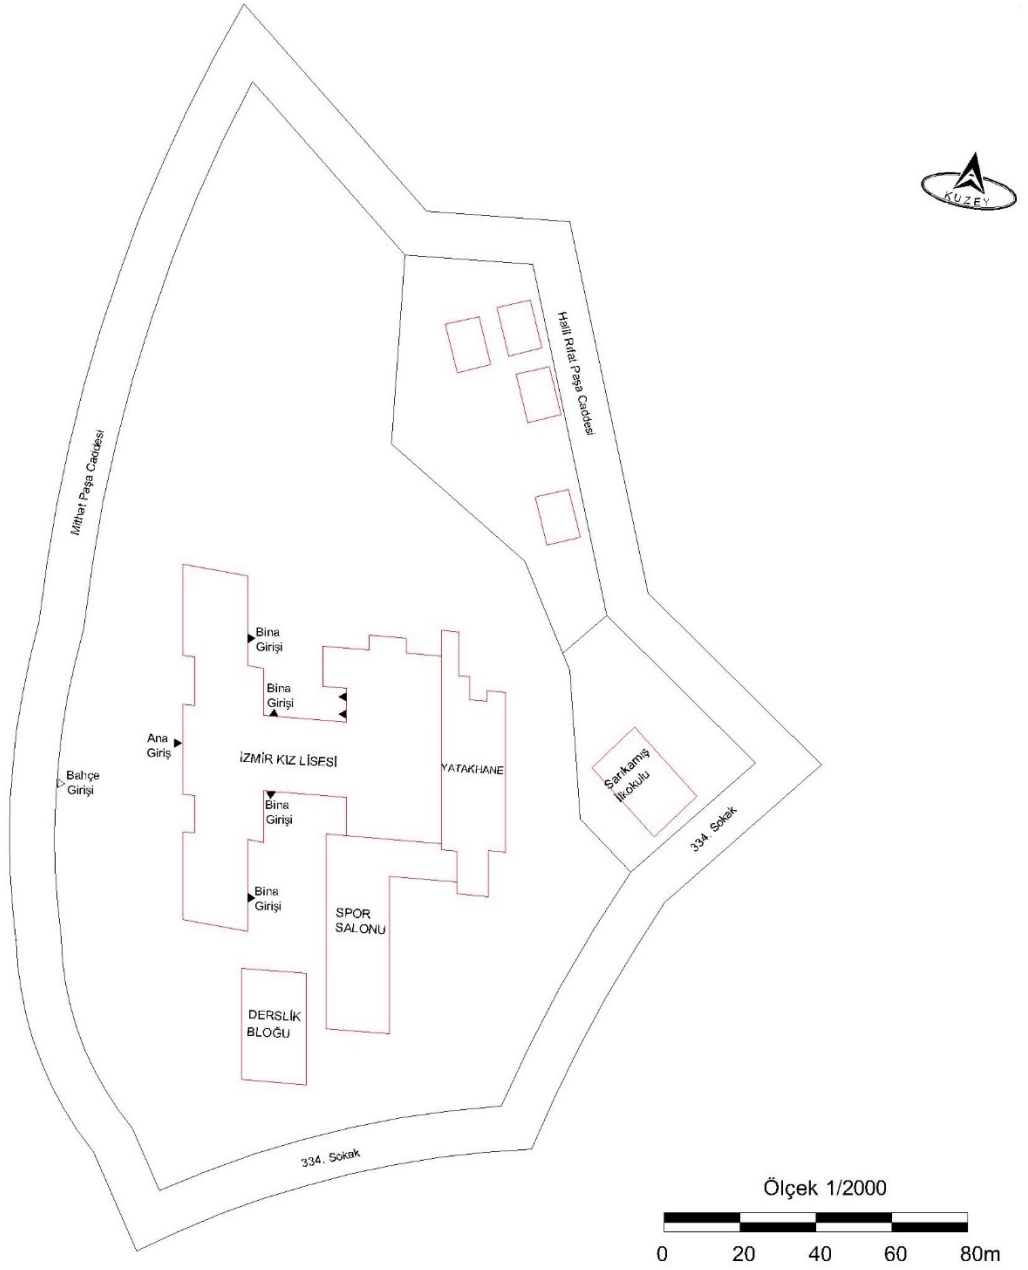 KUZEY
Halil Rıfat Paşa Caddesi
Mithat Paşa Caddesi
Bina
Girişi
Bina
Girişi
Ana
Giriş
İZMİR KIZ LİSESİ
YATAKHANE
Bahçe
Girişi
Sarıkamış
İlkokulu
Bina
Girişi
334. Sokak
Bina
Girişi
SPOR
SALONU
DERSLİK
BLOĞU
334. Sokak
Ölçek 1/2000
0 20 40 60 80m